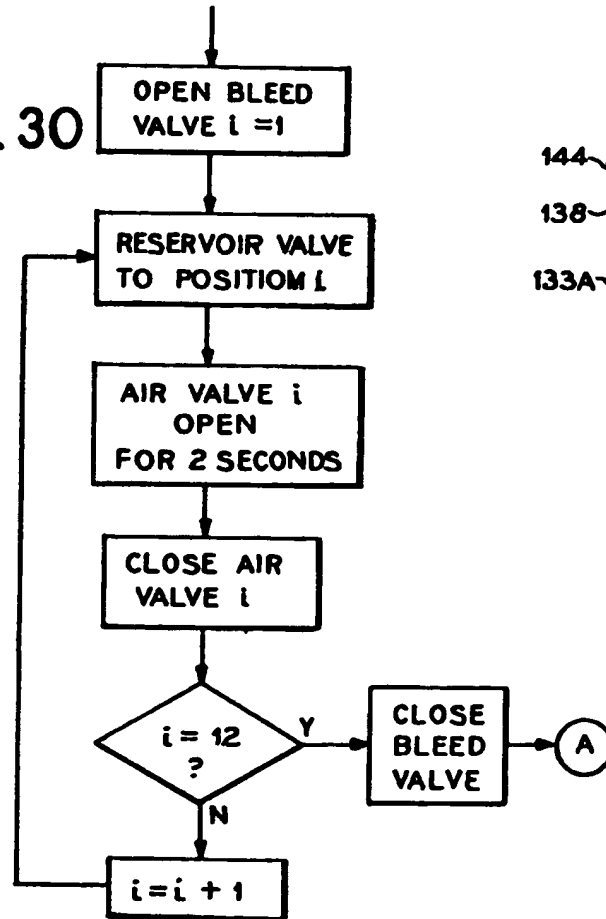 OPEN BLEED
VALVE i =1
. 30
144
138
RESERVOIR VALVE
TO POSITIOM i
133A
AIR VALVE i
OPEN
FOR 2 SECONDS
CLOSE AIR
VALVE i
i = 12
?
Y
CLOSE
BLEED
VALVE
A
N
i = i + 1